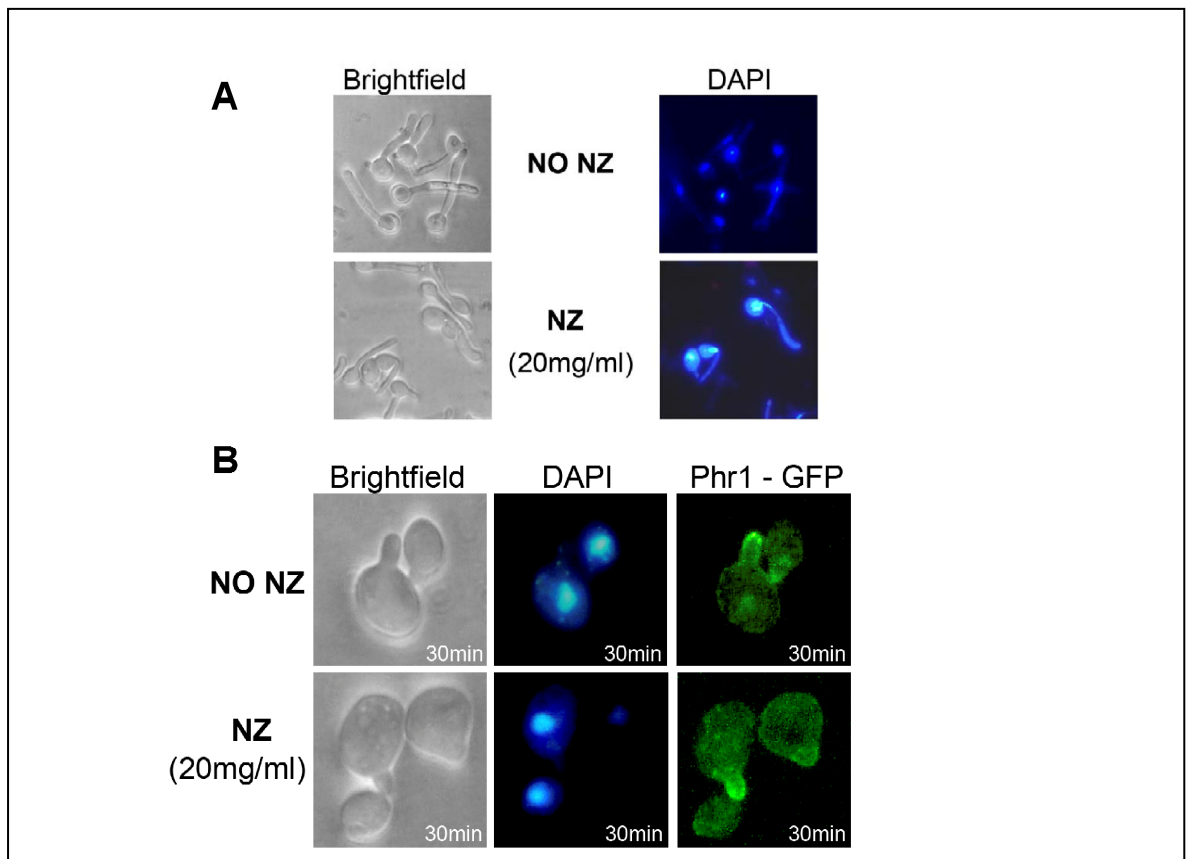 A
Brightfield
DAPI
NO NZ
NZ
(20mg/ml)
B
Brightfield
DAPI
Phr1 - GFP
NO NZ
30min
30min
30min
NZ
(20mg/ml)
30min
30min
30min